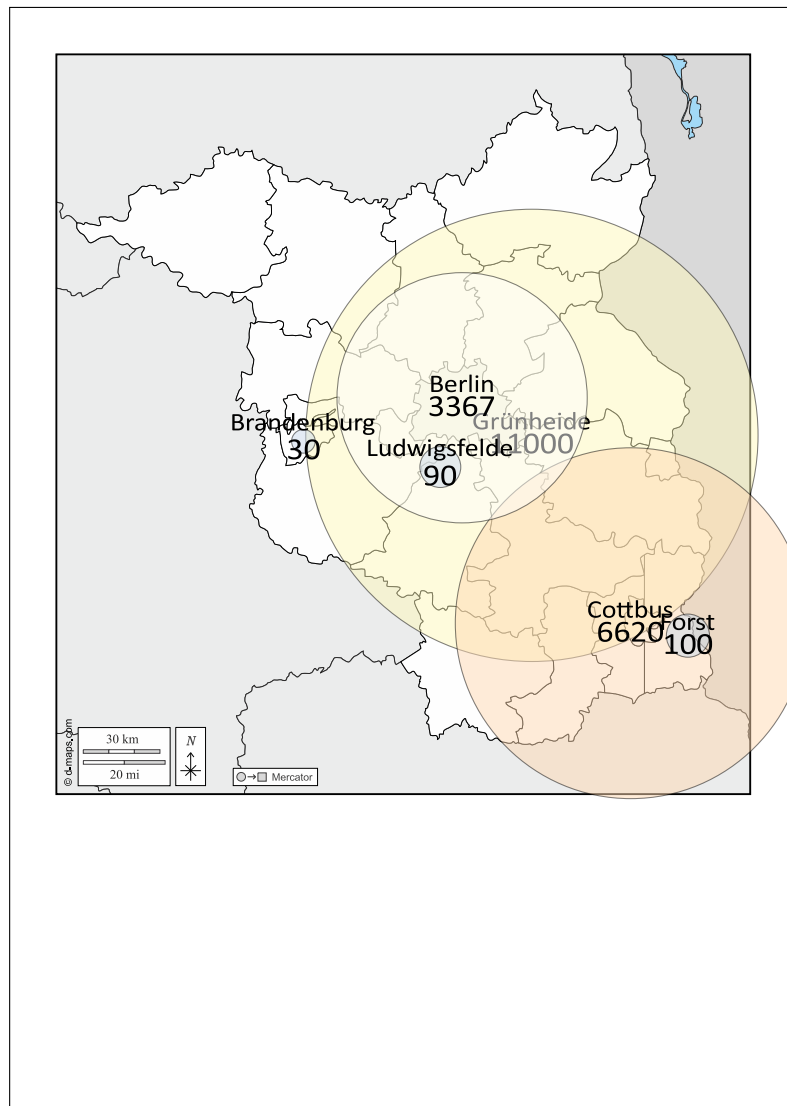 Berlin
3367
Grünheide
11000
Brandenburg
30
Ludwigsfelde
90
Cottbus
6620
Forst
100
© d-maps.com
30 km
20 mi
N
Mercator